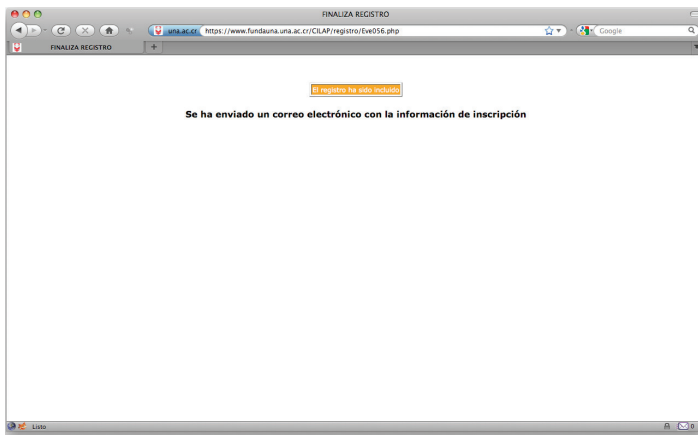 FINALIZA REGISTRO
una.ac.cr https://www.fundauna.una.ac.cr/CILAP/registro/Eve056.php
Google
FINALIZA REGISTRO
El registro ha sido incluido
Se ha enviado un correo electrónico con la información de inscripción
Listo
0